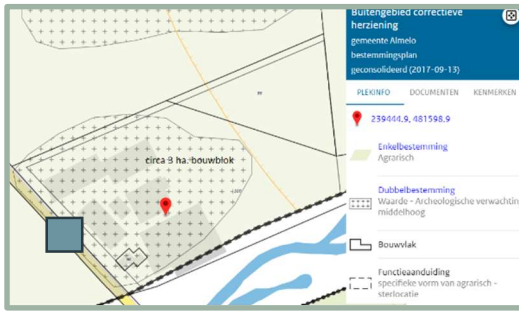 circa 3 ha. bouwblok
Buitengebied correctieve
herziening
gemeente Almelo
bestemmingsplan
geconsolideerd (2017-09-13)
PLEKINFO DOCUMENTEN KENMERKEN
239444.9, 481598.9
Enkelbestemming
Agrarisch
Dubbelbestemming
Waarde - Archeologische verwachtin
middelhoog
Bouwvlak
Functieaanduiding
specifieke vorm van agrarisch -
sterlocatie